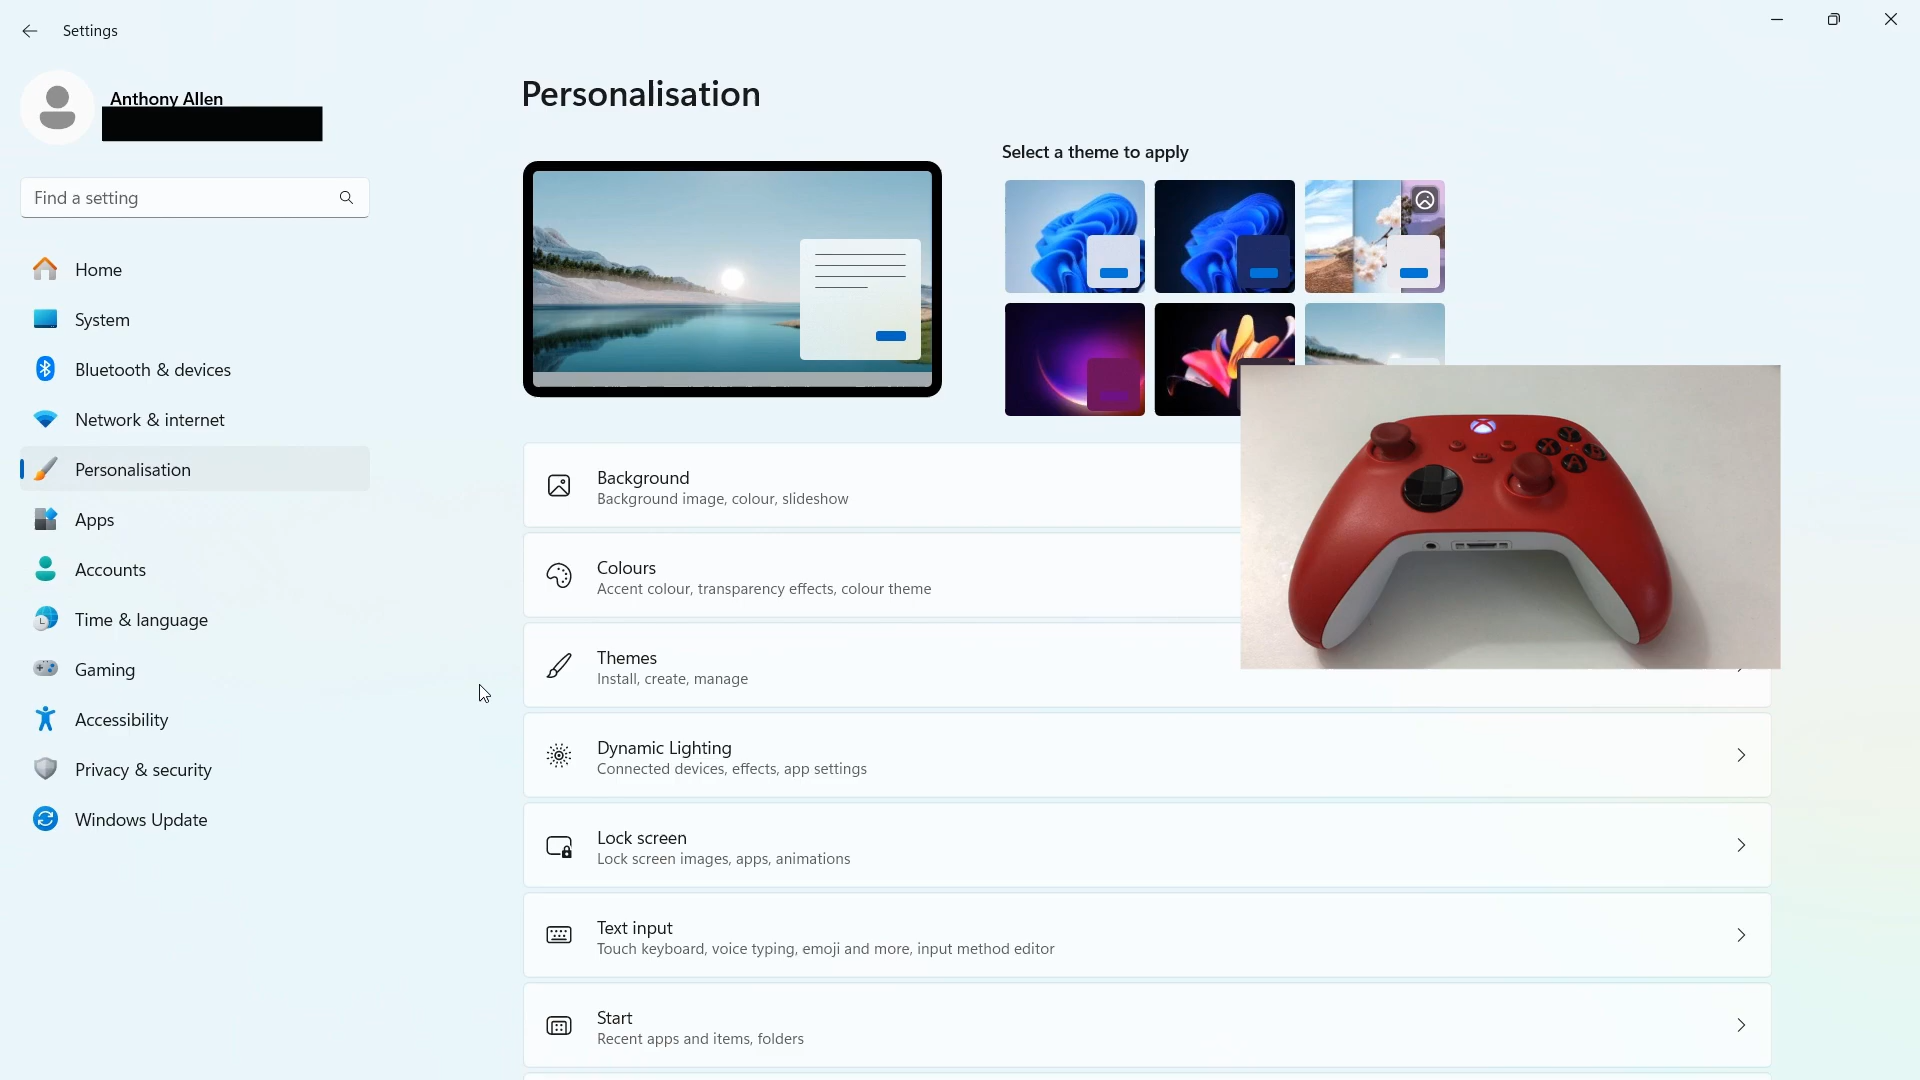 Settings
Anthony Allen
Find a setting
Home
System
Bluetooth & devices
Network & internet
Personalisation
Apps
Accounts
Time & language
Gaming
Accessibility
Privacy & security
Windows Update
Personalisation
Select a theme to apply
Background
Background image, colour, slideshow
Colours
Accent colour, transparency effects, colour theme
Themes
Install, create, manage
Dynamic Lighting
Connected devices, effects, app settings
Lock screen
Lock screen images, apps, animations
Text input
Touch keyboard, voice typing, emoji and more, input method editor
Start
Recent apps and items, folders
Y
X
B
A